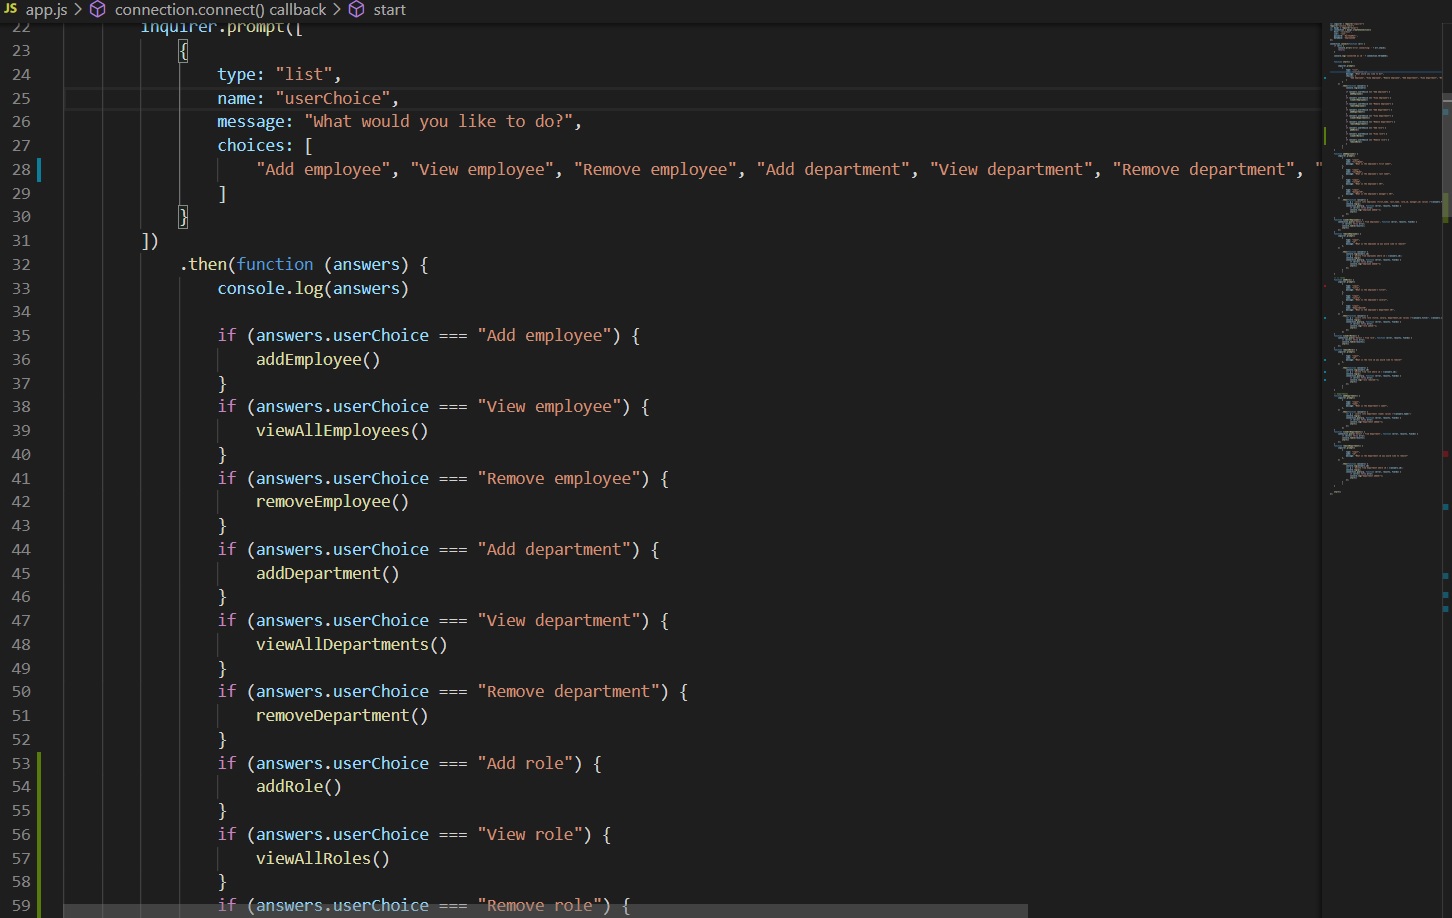 JS app.js > connection.connect() callback > start
22 inquirer.prompt([
23 {
24 type: "list",
25 name: "userChoice",
26 message: "What would you like to do?",
27 choices: [
28 "Add employee", "View employee", "Remove employee", "Add department", "View department", "Remove department", "
29 ]
30 }
31 ])
32 .then(function (answers) {
33 console.log(answers)
34
35 if (answers.userChoice === "Add employee") {
36 addEmployee()
37 }
38 if (answers.userChoice === "View employee") {
39 viewAllEmployees()
40 }
41 if (answers.userChoice === "Remove employee") {
42 removeEmployee()
43 }
44 if (answers.userChoice === "Add department") {
45 addDepartment()
46 }
47 if (answers.userChoice === "View department") {
48 viewAllDepartments()
49 }
50 if (answers.userChoice === "Remove department") {
51 removeDepartment()
52 }
53 if (answers.userChoice === "Add role") {
54 addRole()
55 }
56 if (answers.userChoice === "View role") {
57 viewAllRoles()
58 }
59 if (answers.userChoice === "Remove role") {